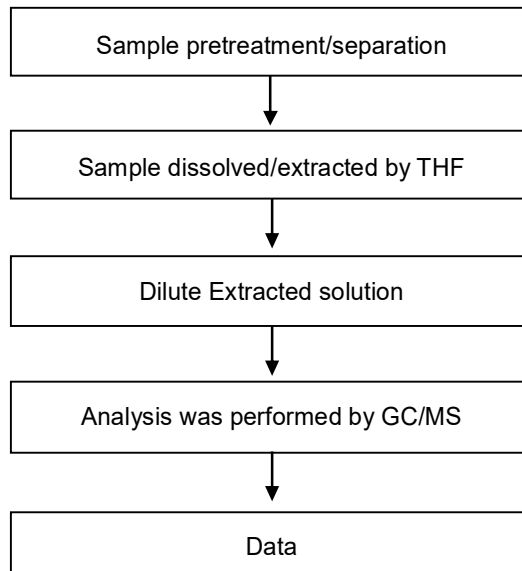 Sample pretreatment/separation
Sample dissolved/extracted by THF
Dilute Extracted solution
Analysis was performed by GC/MS
Data